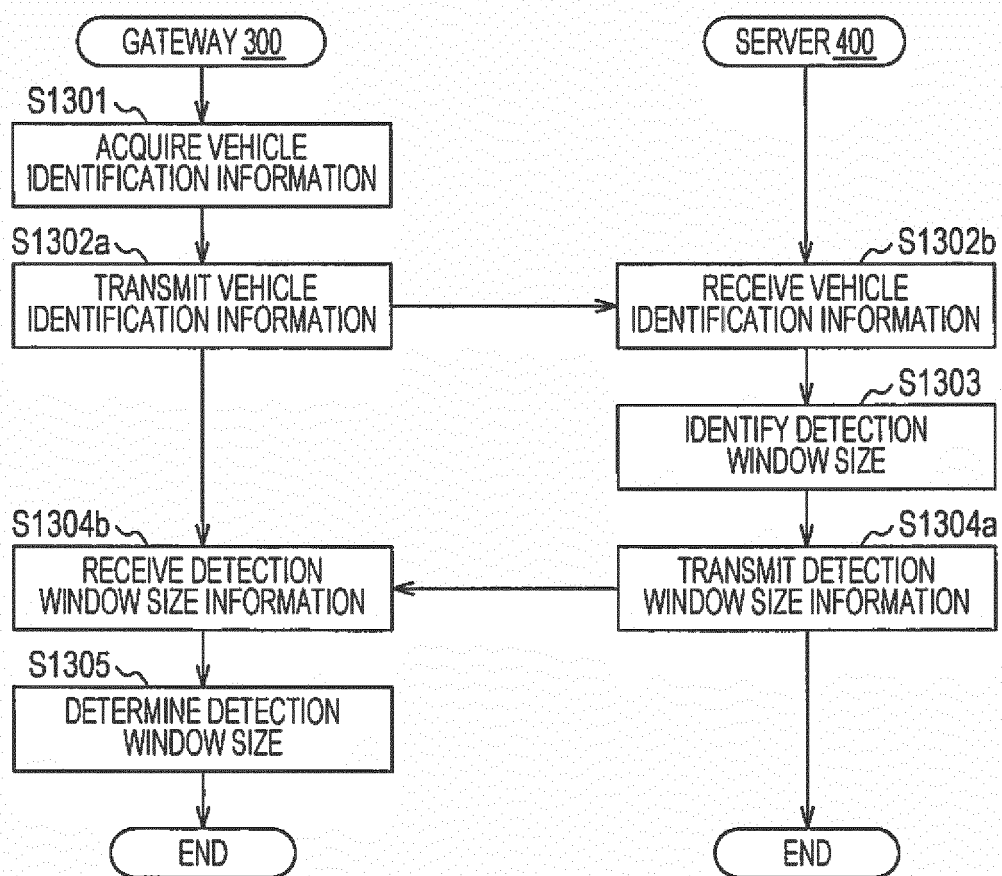 GATEWAY 300
SERVER 400
S1301
ACQUIRE VEHICLE
IDENTIFICATION INFORMATION
S1302a
TRANSMIT VEHICLE
IDENTIFICATION INFORMATION
S1302b
RECEIVE VEHICLE
IDENTIFICATION INFORMATION
S1303
IDENTIFY DETECTION
WINDOW SIZE
S1304b
RECEIVE DETECTION
WINDOW SIZE INFORMATION
S1304a
TRANSMIT DETECTION
WINDOW SIZE INFORMATION
S1305
DETERMINE DETECTION
WINDOW SIZE
END
END